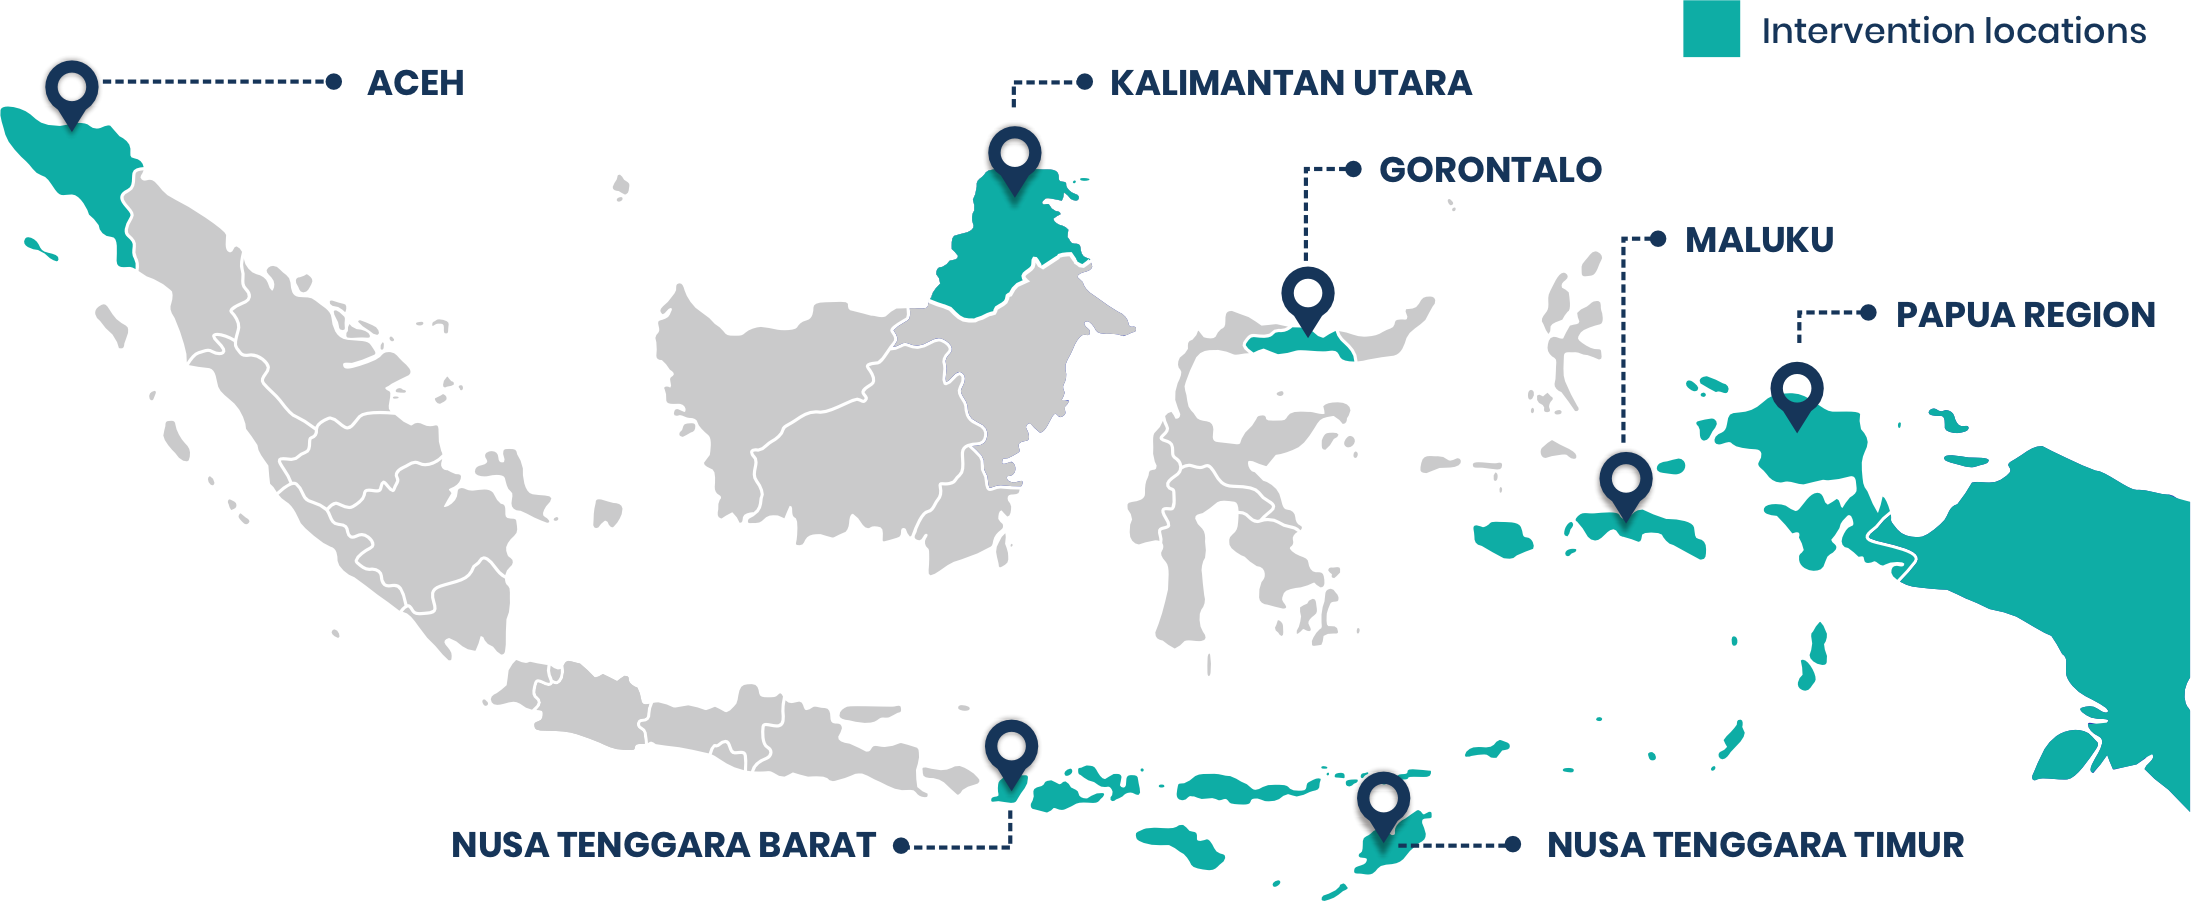 Intervention locations
ACEH
KALIMANTAN UTARA
GORONTALO
MALUKU
PAPUA REGION
NUSA TENGGARA BARAT
NUSA TENGGARA TIMUR